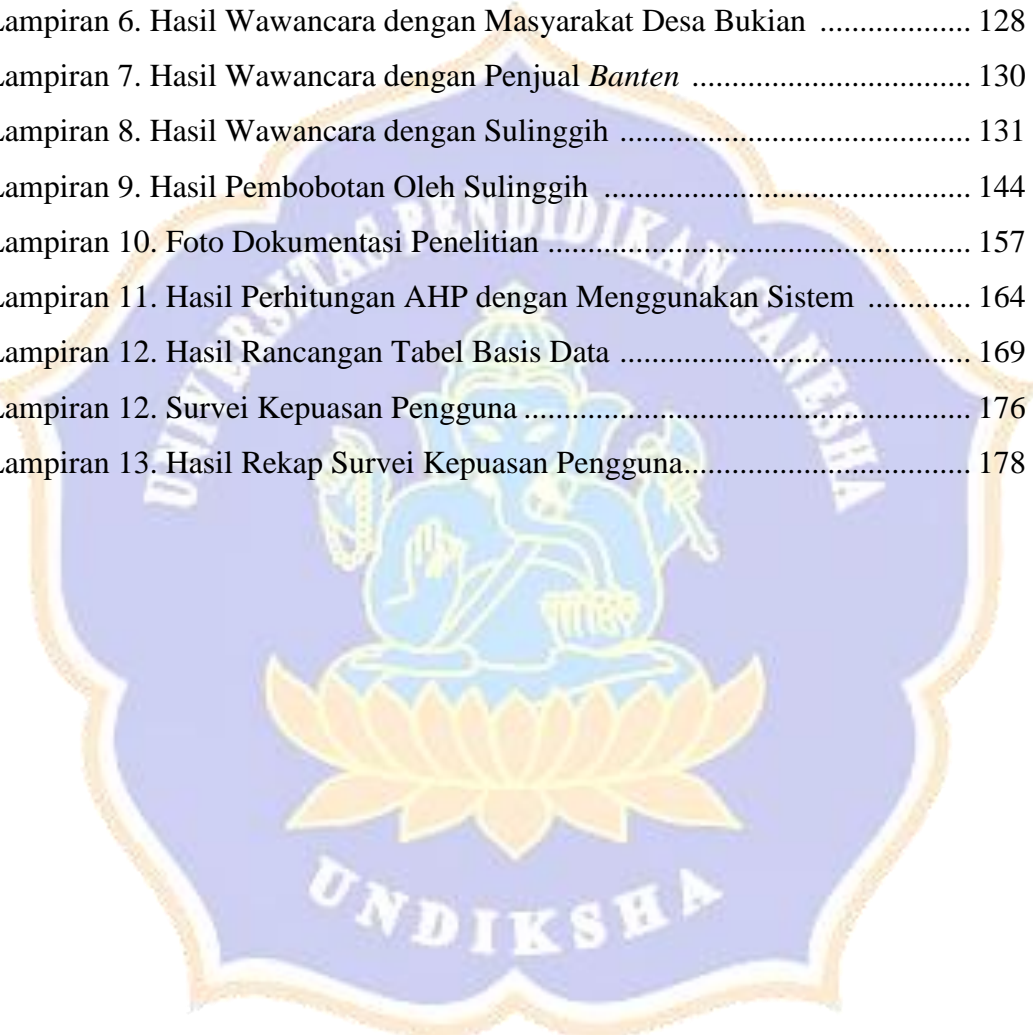 Lampiran 6. Hasil Wawancara dengan Masyarakat Desa Bukian ................... 128
Lampiran 7. Hasil Wawancara dengan Penjual Banten ................................... 130
Lampiran 8. Hasil Wawancara dengan Sulinggih ............................................ 131
Lampiran 9. Hasil Pembobotan Oleh Sulinggih .............................................. 144
Lampiran 10. Foto Dokumentasi Penelitian ..................................................... 157
Lampiran 11. Hasil Perhitungan AHP dengan Menggunakan Sistem ............. 164
Lampiran 12. Hasil Rancangan Tabel Basis Data ............................................ 169
Lampiran 12. Survei Kepuasan Pengguna ........................................................ 176
Lampiran 13. Hasil Rekap Survei Kepuasan Pengguna.................................... 178
UNIVERSITAS PENDIDIKAN GANESHA
UNDIKSHA